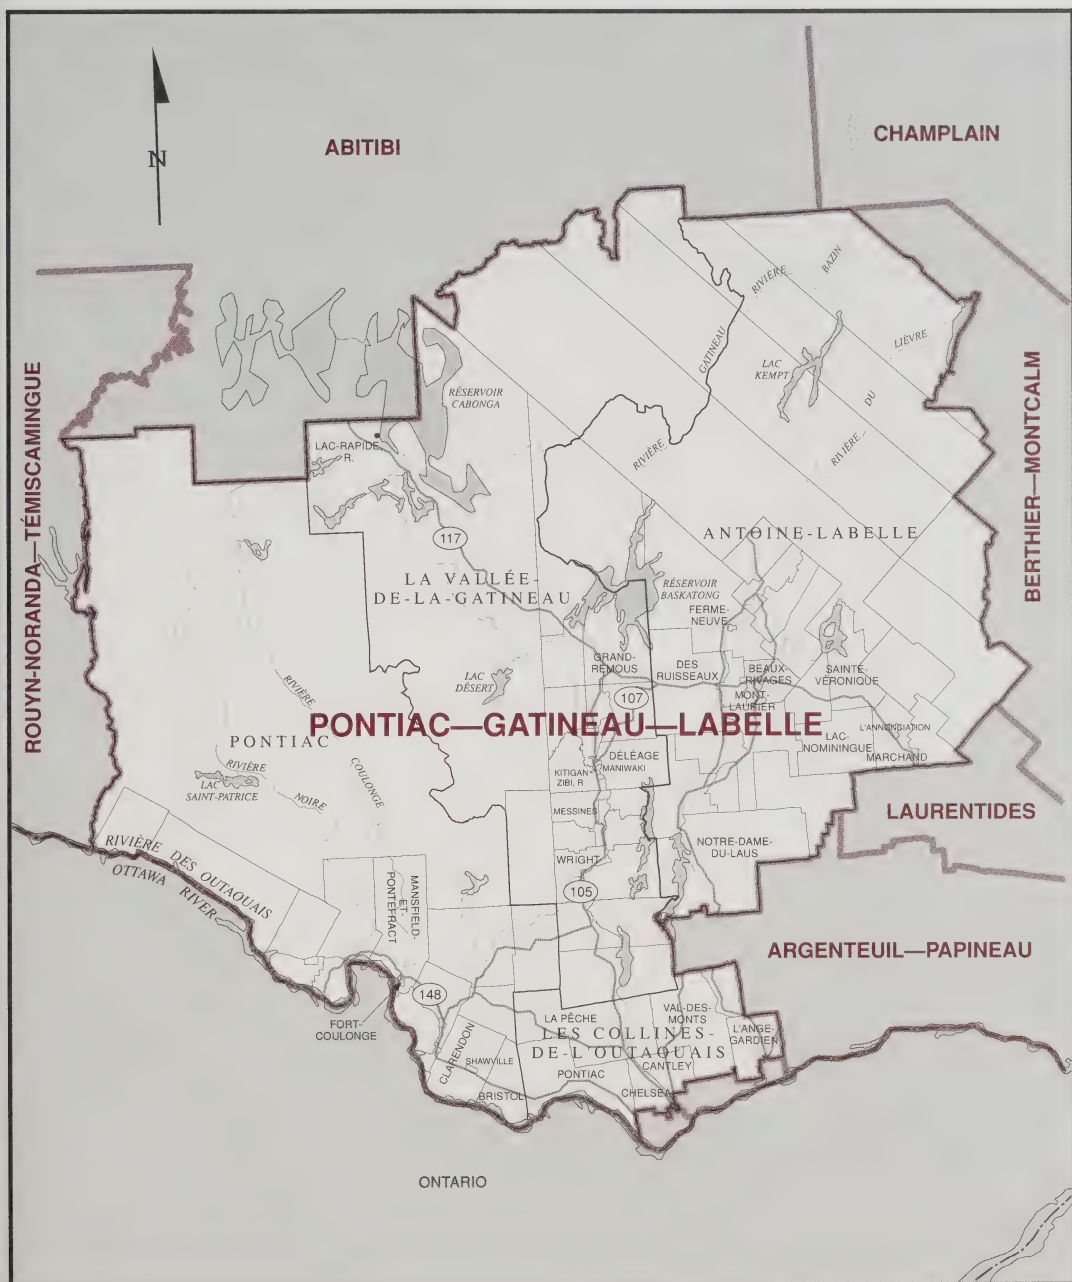 CHAMPLAIN
ABITIBI
N
ROUYN-NORANDA—TÉMISCAMINGUE
BERTHIER—MONTCALM
RIVIÈRE
BAZIN
GATINEAU
LIÈVRE
LAC
KEMPT
DU
RIVIÈRE
RIVIÈRE
RÉSERVOIR
CABONGA
LAC-RAPIDE,
R.
117
ANTOINE-LABELLE
LA VALLÉE-
DE-LA-GATINEAU
RÉSERVOIR
BASKATONG
FERME-
NEUVE
GRAND-
REMOUS
DES
RUISSEAUX
BEAUX-
RIVAGES
SAINTE-
VÉRONIQUE
LAC
DÉSERT
107
MONT-
LAURIER
RIVIÈRE
PONTIAC—GATINEAU—LABELLE
L'ANNONCIATION
LAC-
NOMININGUE
MARCHAND
PONTIAC
RIVIÈRE
COULONGE
LAC
SAINT-PATRICE
NOIRE
DÉLÉAGE
MANIWAKI
KITIGAN-
ZIBI, R
MESSINES
LAURENTIDES
RIVIÈRE DES OUTAOUAIS
OTTAWA RIVER
NOTRE-DAME-
DU-LAUS
WRIGHT
105
MANSFIELD-
ET-
PONTEFRACT
ARGENTEUIL—PAPINEAU
148
FORT-
COULONGE
LA PÊCHE
VAL-DES-
MONTS
L'ANGE-
GARDIEN
LES COLLINES-
DE-L'OUTAOUAIS
CLARENDON
SHAWVILLE
PONTIAC
CANTLEY
BRISTOL
CHELSEA
ONTARIO